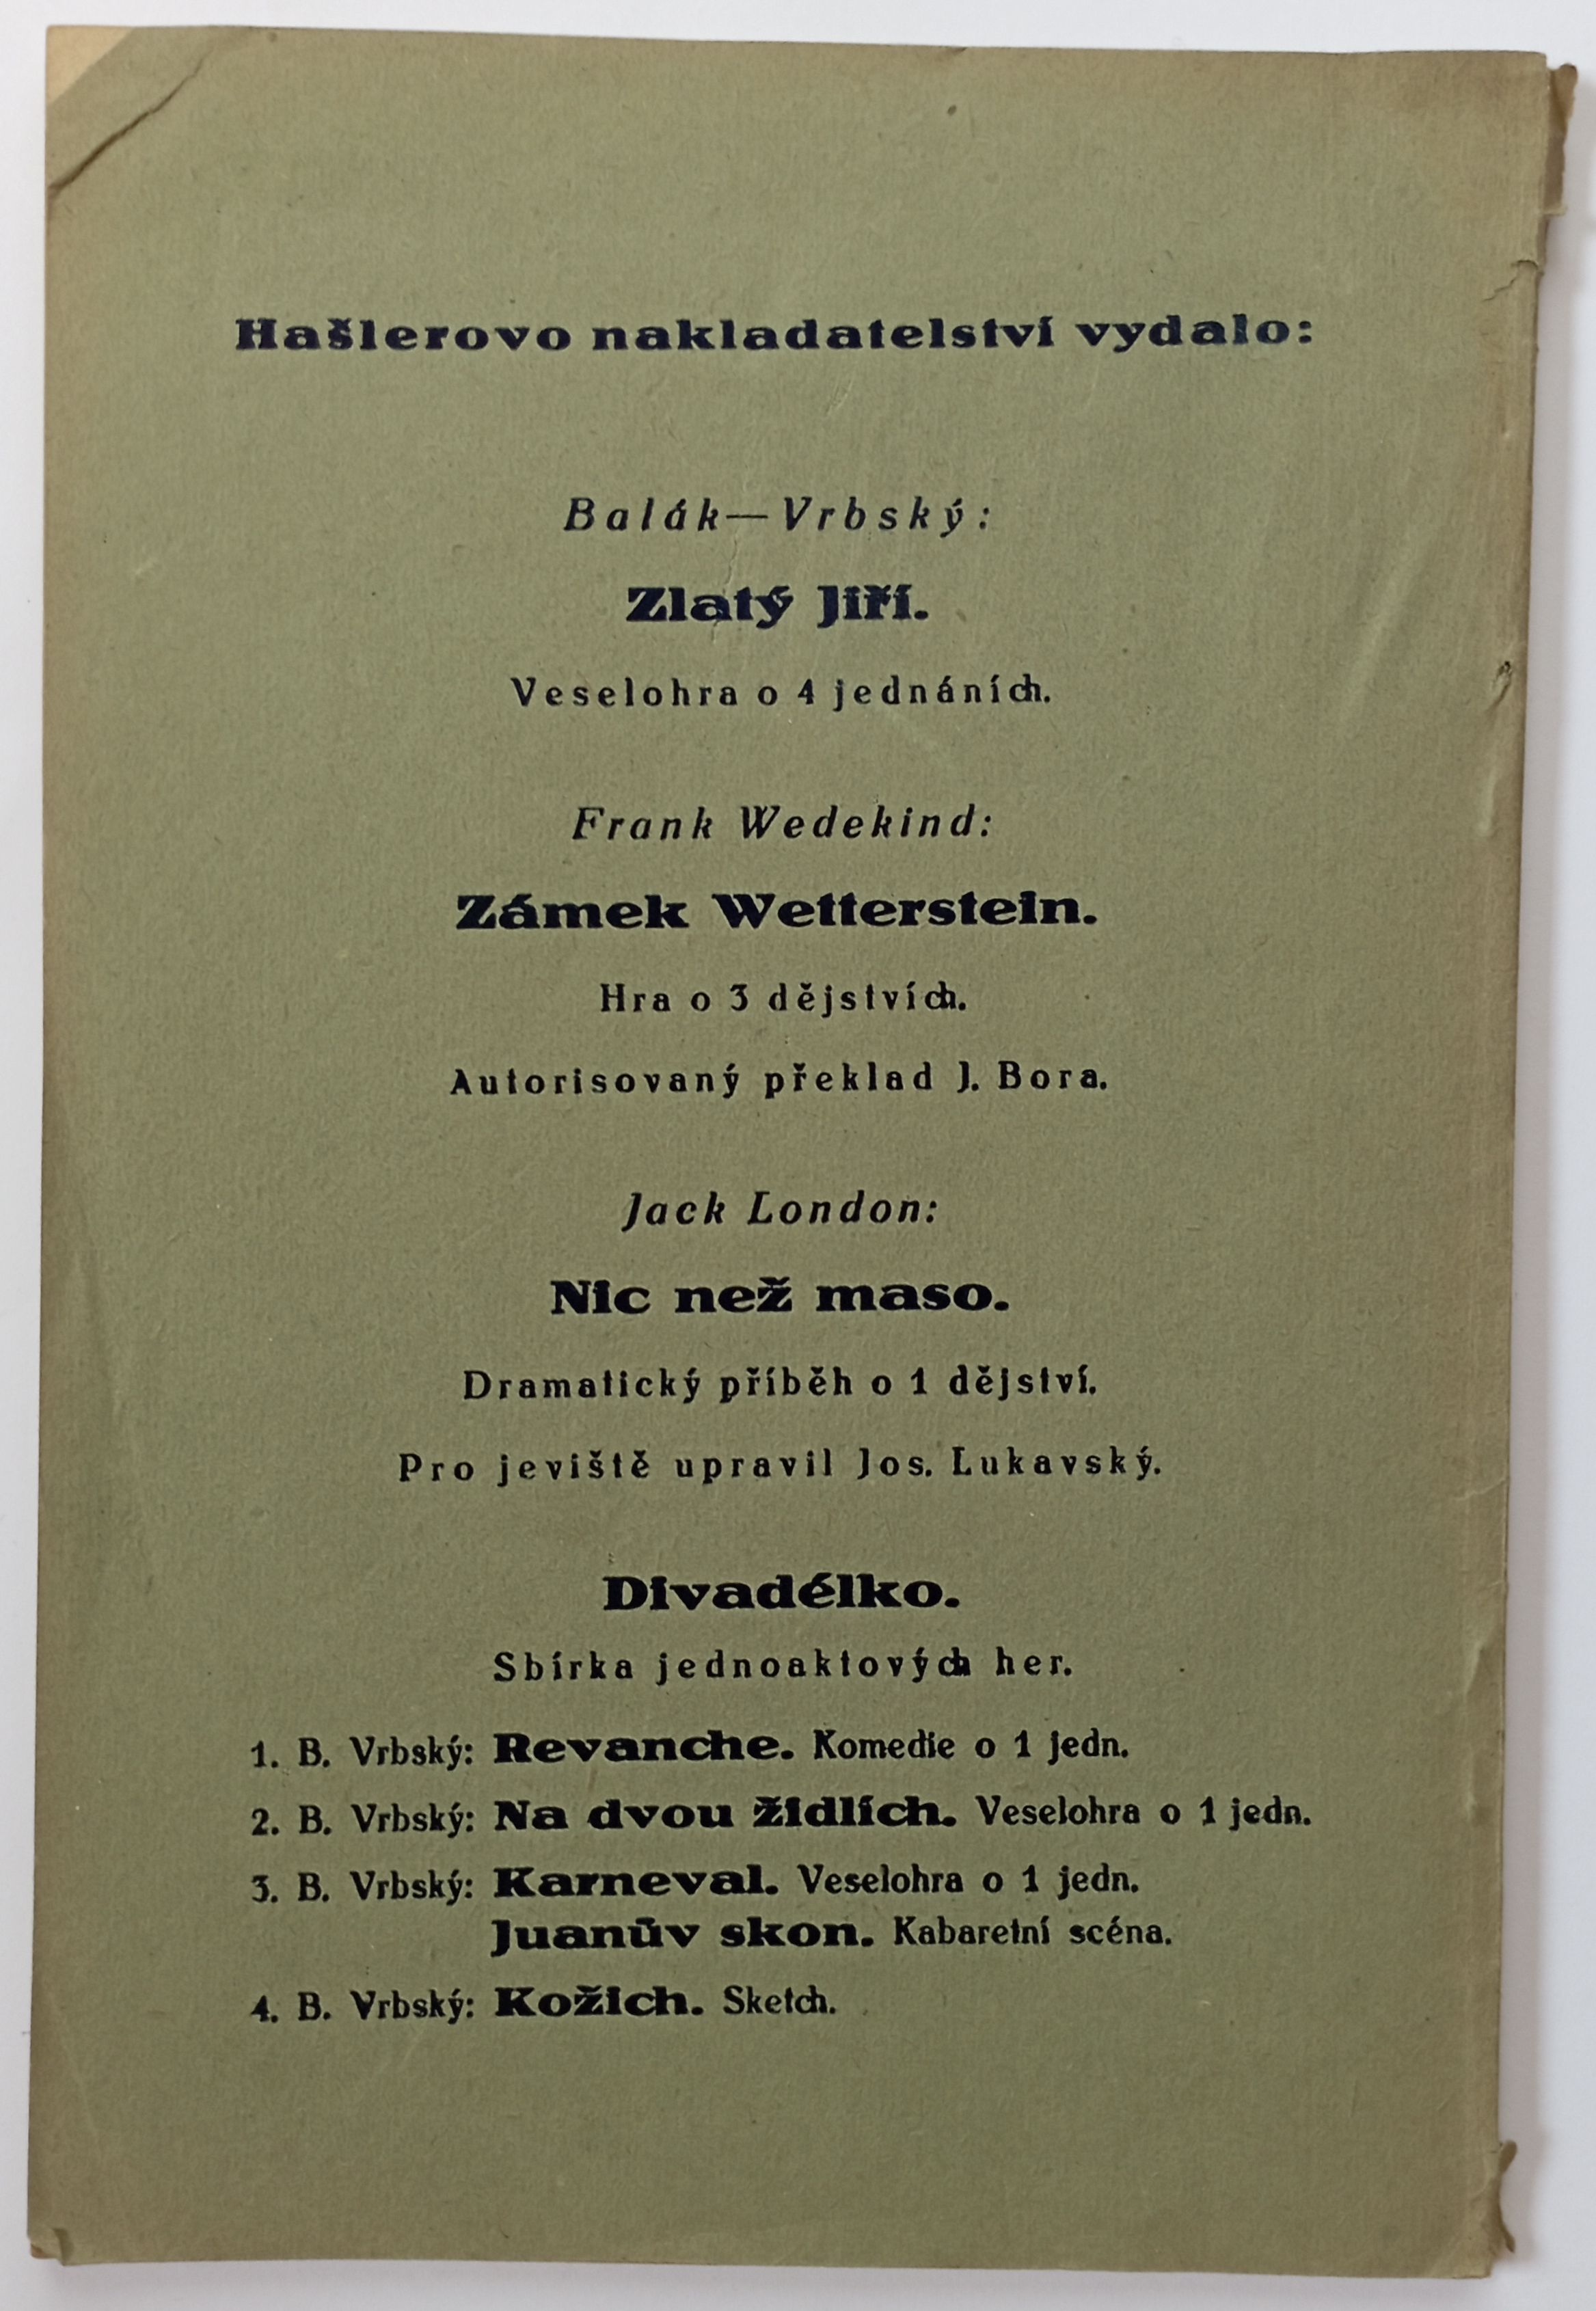 Hašlerovo nakladatelství vydalo:
Balák—Vrbský:
Zlatý Jiří.
Veselohra o 4 jednáních.
Frank Wedekind:
Zámek Wetterstein.
Hra o 3 dějstvích.
Autorisovaný překlad J. Bora.
Jack London:
Nic než maso.
Dramatický příběh o 1 dějství.
Pro jeviště upravil Jos. Lukavský.
Divadélko.
Sbírka jednoaktových her.
1. B. Vrbský: Revanche. Komedie o 1 jedn.
2. B. Vrbský: Na dvou židlích. Veselohra o 1 jedn.
3. B. Vrbský: Karneval. Veselohra o 1 jedn.
Juanův skon. Kabaretní scéna.
4. B. Vrbský: Kožich. Sketch.